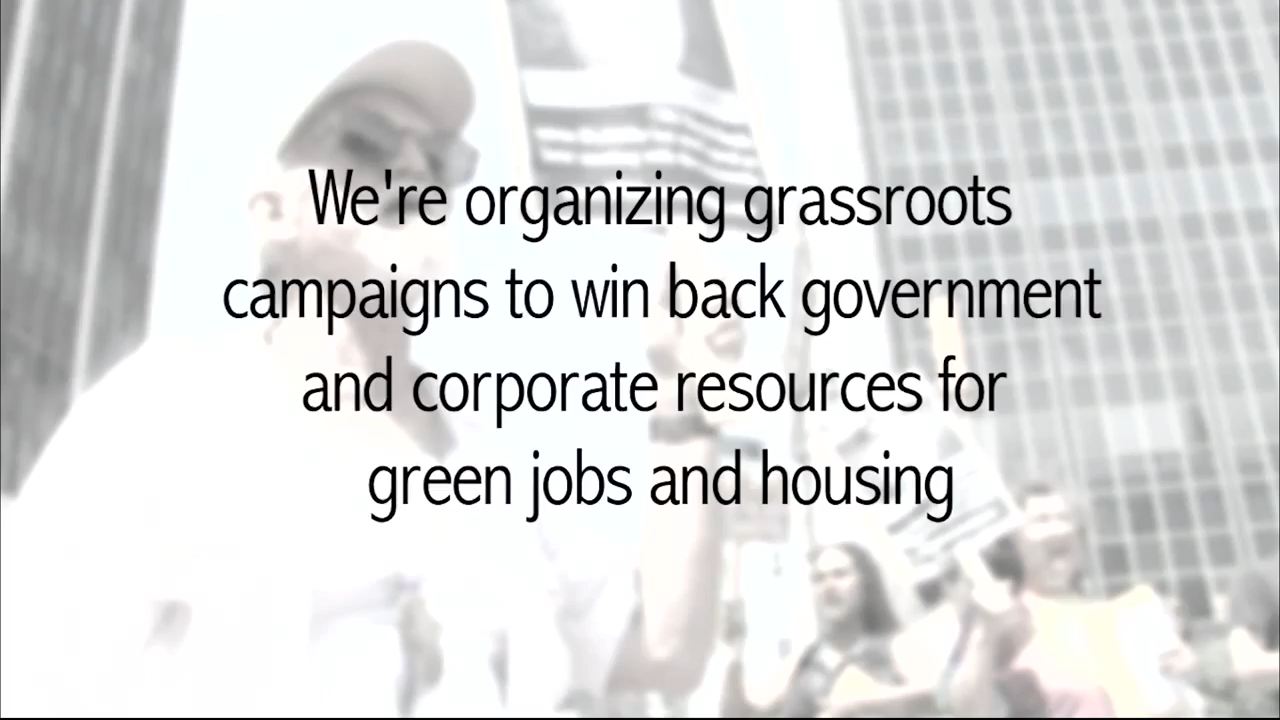 We're organizing grassroots
campaigns to win back government
and corporate resources for
green jobs and housing